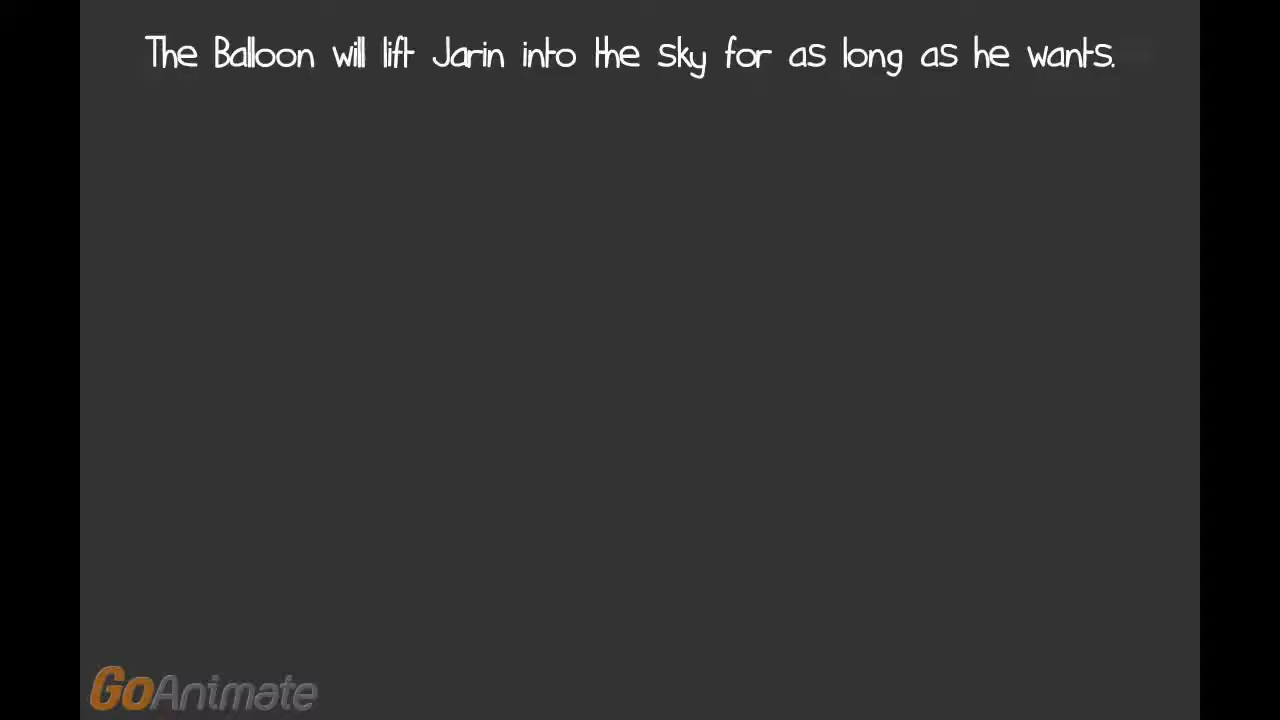 The Balloon will lift Jarin into the sky for as long as he wants.
GoAnimate